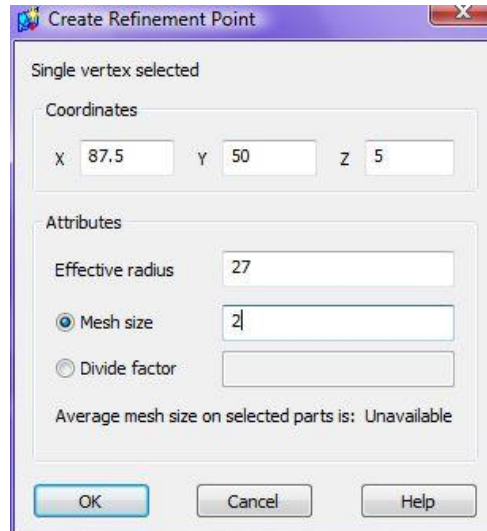 Create Refinement Point
Single vertex selected
Coordinates
X 87.5 Y 50 Z 5
Attributes
Effective radius 27
Mesh size 2
Divide factor
Average mesh size on selected parts is: Unavailable
OK Cancel Help